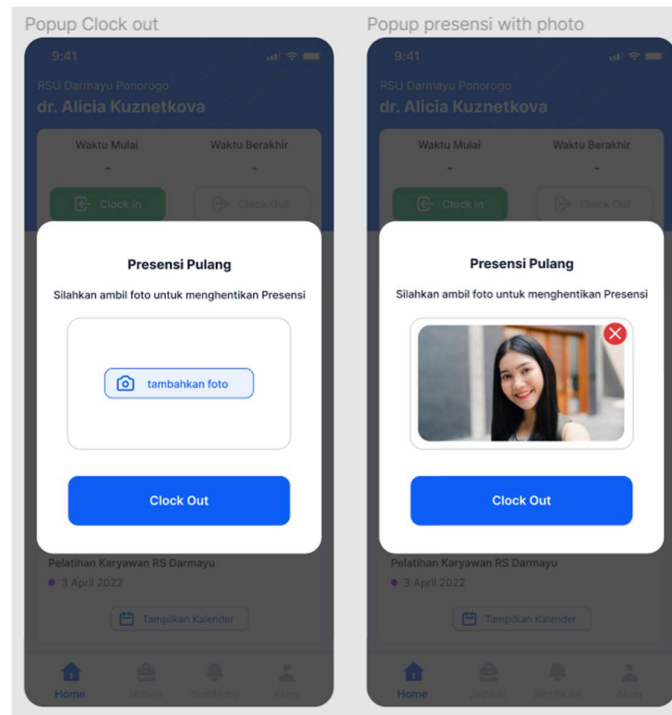 Popup Clock out
9:41
RSU Darmayu Ponorogo
dr. Alicia Kuznetkova
Waktu Mulai
Waktu Berakhir
-
-
Clock in
Clock Out
Presensi Pulang
Silahkan ambil foto untuk menghentikan Presensi
tambahkan foto
Clock Out
Pelatihan Karyawan RS Darmayu
3 April 2022
Tampilkan Kalender
Home
Jadwal
Notifikasi
Akun
Popup presensi with photo
9:41
RSU Darmayu Ponorogo
dr. Alicia Kuznetkova
Waktu Mulai
Waktu Berakhir
-
-
Clock in
Clock Out
Presensi Pulang
Silahkan ambil foto untuk menghentikan Presensi
Clock Out
Pelatihan Karyawan RS Darmayu
3 April 2022
Tampilkan Kalender
Home
Jadwal
Notifikasi
Akun